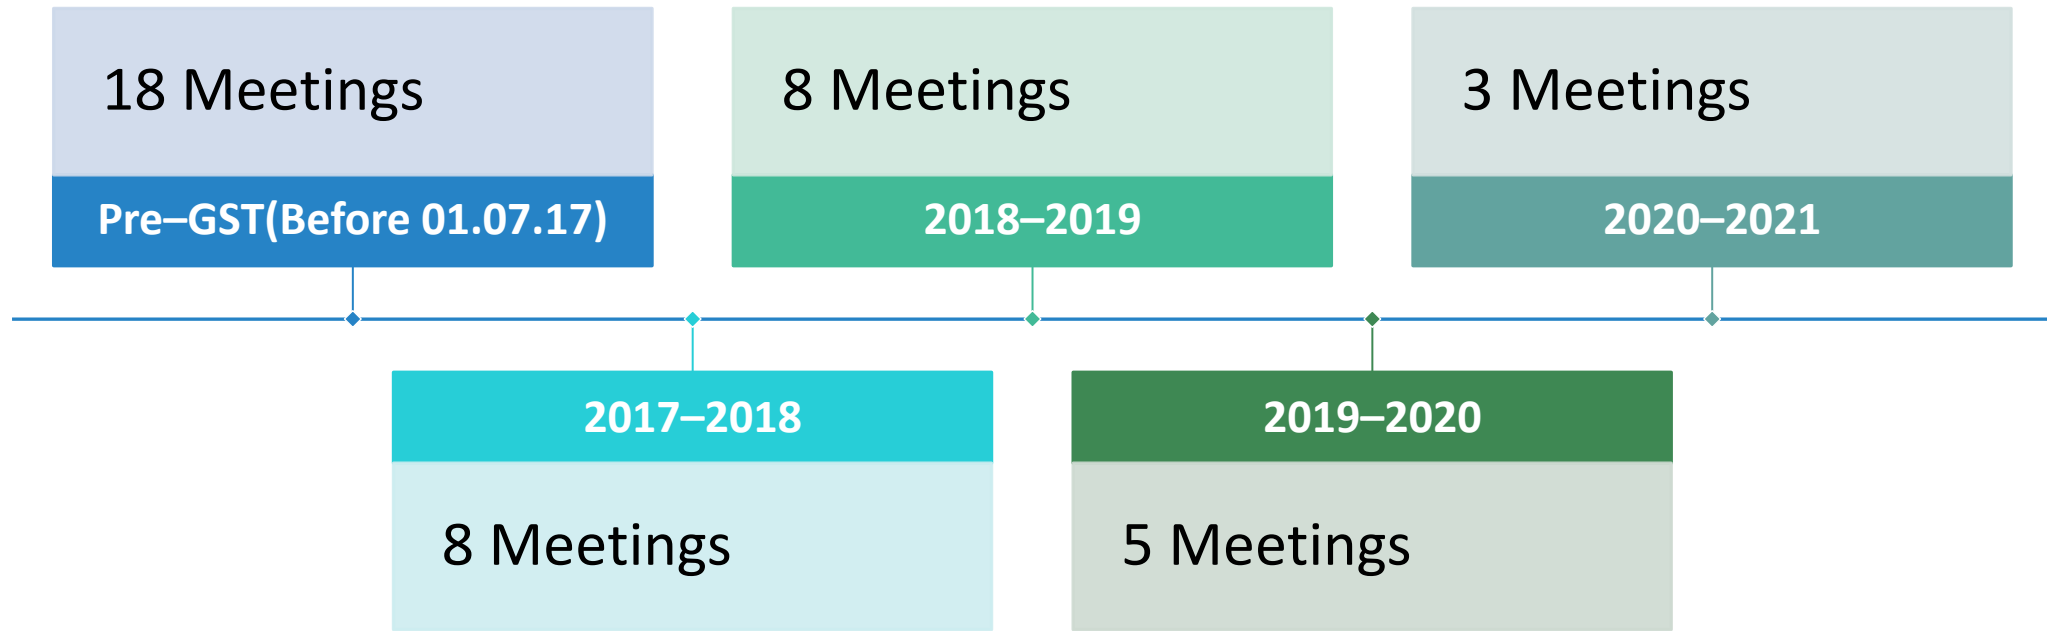 18 Meetings
Pre–GST(Before 01.07.17)
2017–2018
8 Meetings
8 Meetings
2018–2019
2019–2020
5 Meetings
3 Meetings
2020–2021